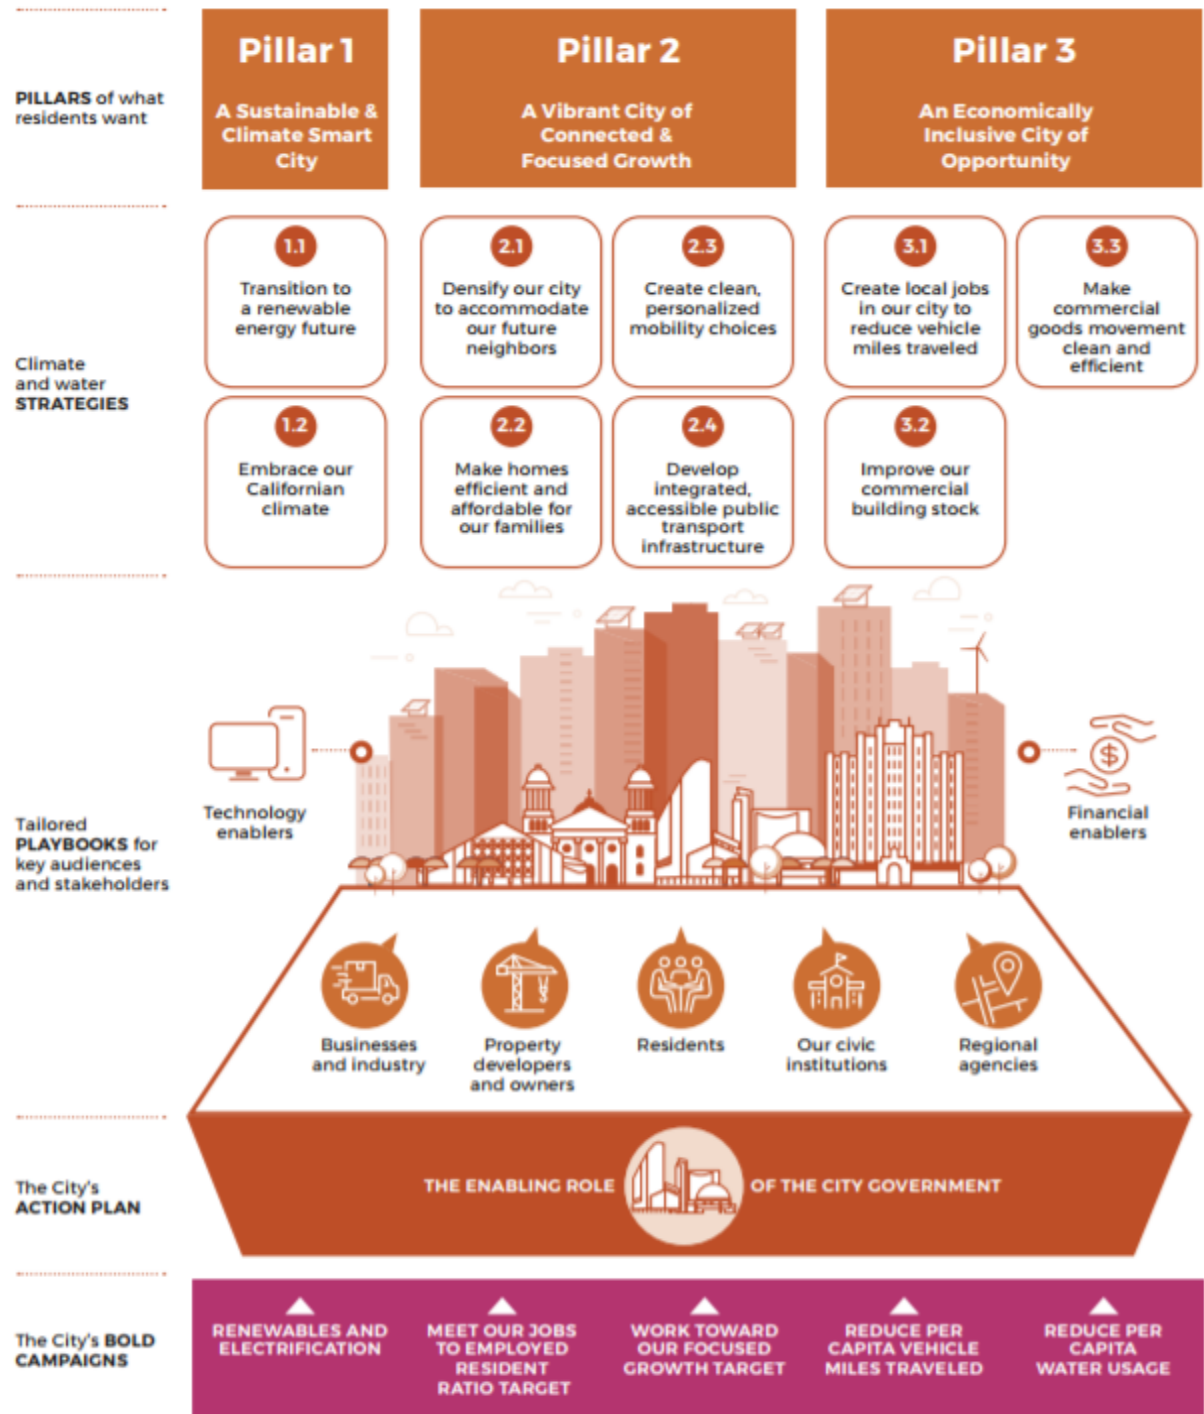 PILLARS of what
residents want
Pillar 1
A Sustainable &
Climate Smart
City
Pillar 2
A Vibrant City of
Connected &
Focused Growth
Pillar 3
An Economically
Inclusive City of
Opportunity
Climate
and water
STRATEGIES
1.1
Transition to
a renewable
energy future
2.1
Densify our city
to accommodate
our future
neighbors
2.3
Create clean,
personalized
mobility choices
3.1
Create local jobs
in our city to
reduce vehicle
miles traveled
3.3
Make
commercial
goods movement
clean and
efficient
1.2
Embrace our
Californian
climate
2.2
Make homes
efficient and
affordable for
our families
2.4
Develop
integrated,
accessible public
transport
infrastructure
3.2
Improve our
commercial
building stock
Tailored
PLAYBOOKS for
key audiences
and stakeholders
Technology
enablers
$
Financial
enablers
Businesses
and industry
Property
developers
and owners
Residents
Our civic
institutions
Regional
agencies
The City's
ACTION PLAN
THE ENABLING ROLE OF THE CITY GOVERNMENT
The City's BOLD
CAMPAIGNS
RENEWABLES AND
ELECTRIFICATION
MEET OUR JOBS
TO EMPLOYED
RESIDENT
RATIO TARGET
WORK TOWARD
OUR FOCUSED
GROWTH TARGET
REDUCE PER
CAPITA VEHICLE
MILES TRAVELED
REDUCE PER
CAPITA
WATER USAGE